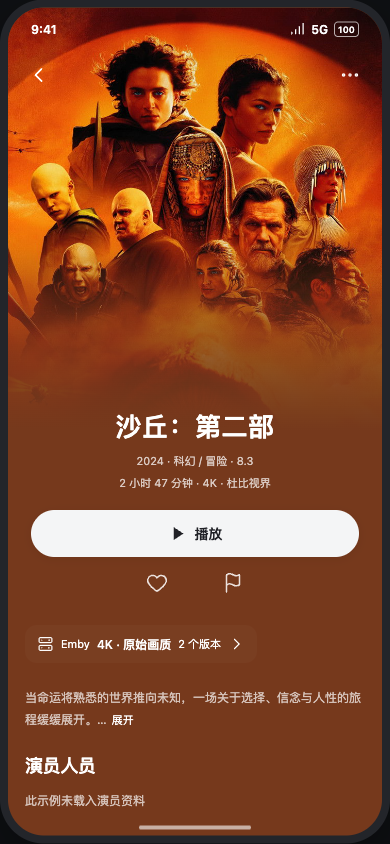 9:41 5G 100
沙丘：第二部
2024 · 科幻 / 冒险 · 8.3
2 小时 47 分钟 · 4K · 杜比视界
播放
Emby 4K · 原始画质 2 个版本
当命运将熟悉的世界推向未知，一场关于选择、信念与人性的旅
程缓缓展开。... 展开
演员人员
此示例未载入演员资料